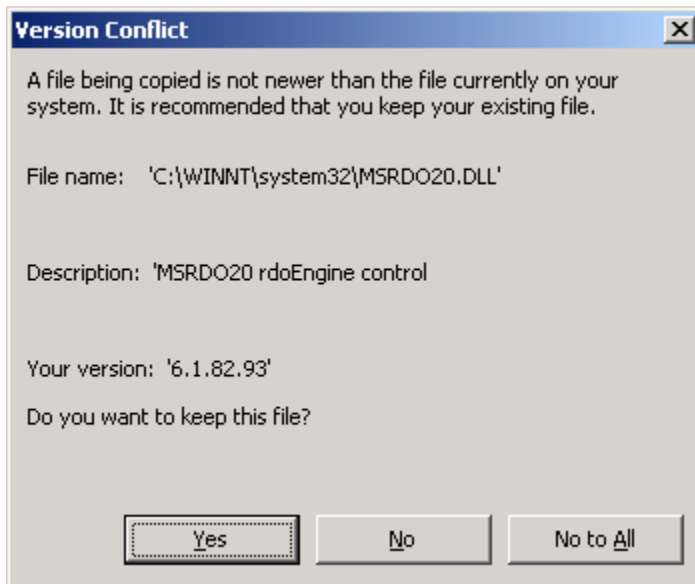 Version Conflict
A file being copied is not newer than the file currently on your
system. It is recommended that you keep your existing file.
File name: 'C:\WINNT\system32\MSRDO20.DLL'
Description: 'MSRDO20 rdoEngine control
Your version: '6.1.82.93'
Do you want to keep this file?
Yes No No to All